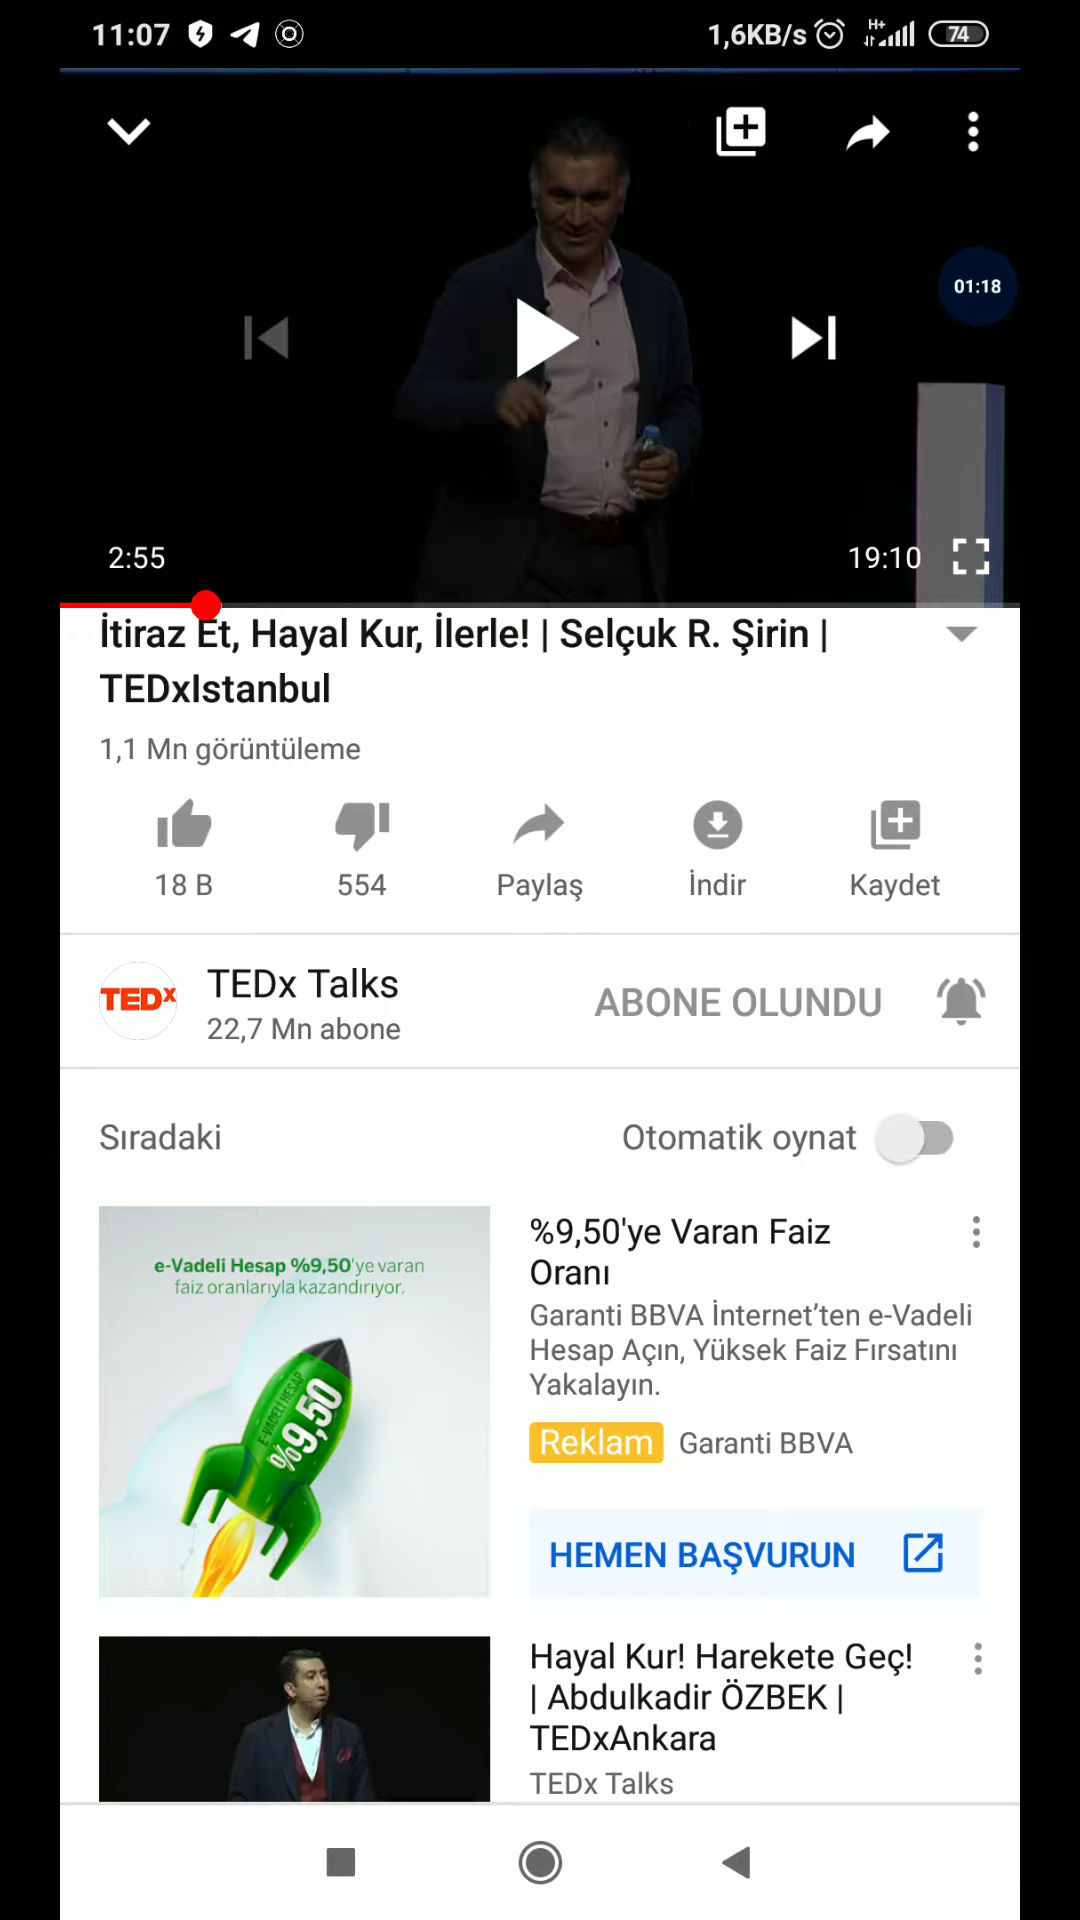 11:07
1,6KB/s
H+
74
01:18
2:55
19:10
İtiraz Et, Hayal Kur, İlerle! | Selçuk R. Şirin |
TEDxIstanbul
1,1 Mn görüntüleme
18 B
554
Paylaş
İndir
Kaydet
TEDx
TEDx Talks
22,7 Mn abone
ABONE OLUNDU
Sıradaki
Otomatik oynat
e-Vadeli Hesap %9,50'ye varan
faiz oranlarıyla kazandırıyor.
E-VADELİ HESAP
%9,50
%9,50'ye Varan Faiz
Oranı
Garanti BBVA İnternet’ten e-Vadeli
Hesap Açın, Yüksek Faiz Fırsatını
Yakalayın.
Reklam Garanti BBVA
HEMEN BAŞVURUN
Hayal Kur! Harekete Geç!
| Abdulkadir ÖZBEK |
TEDxAnkara
TEDx Talks